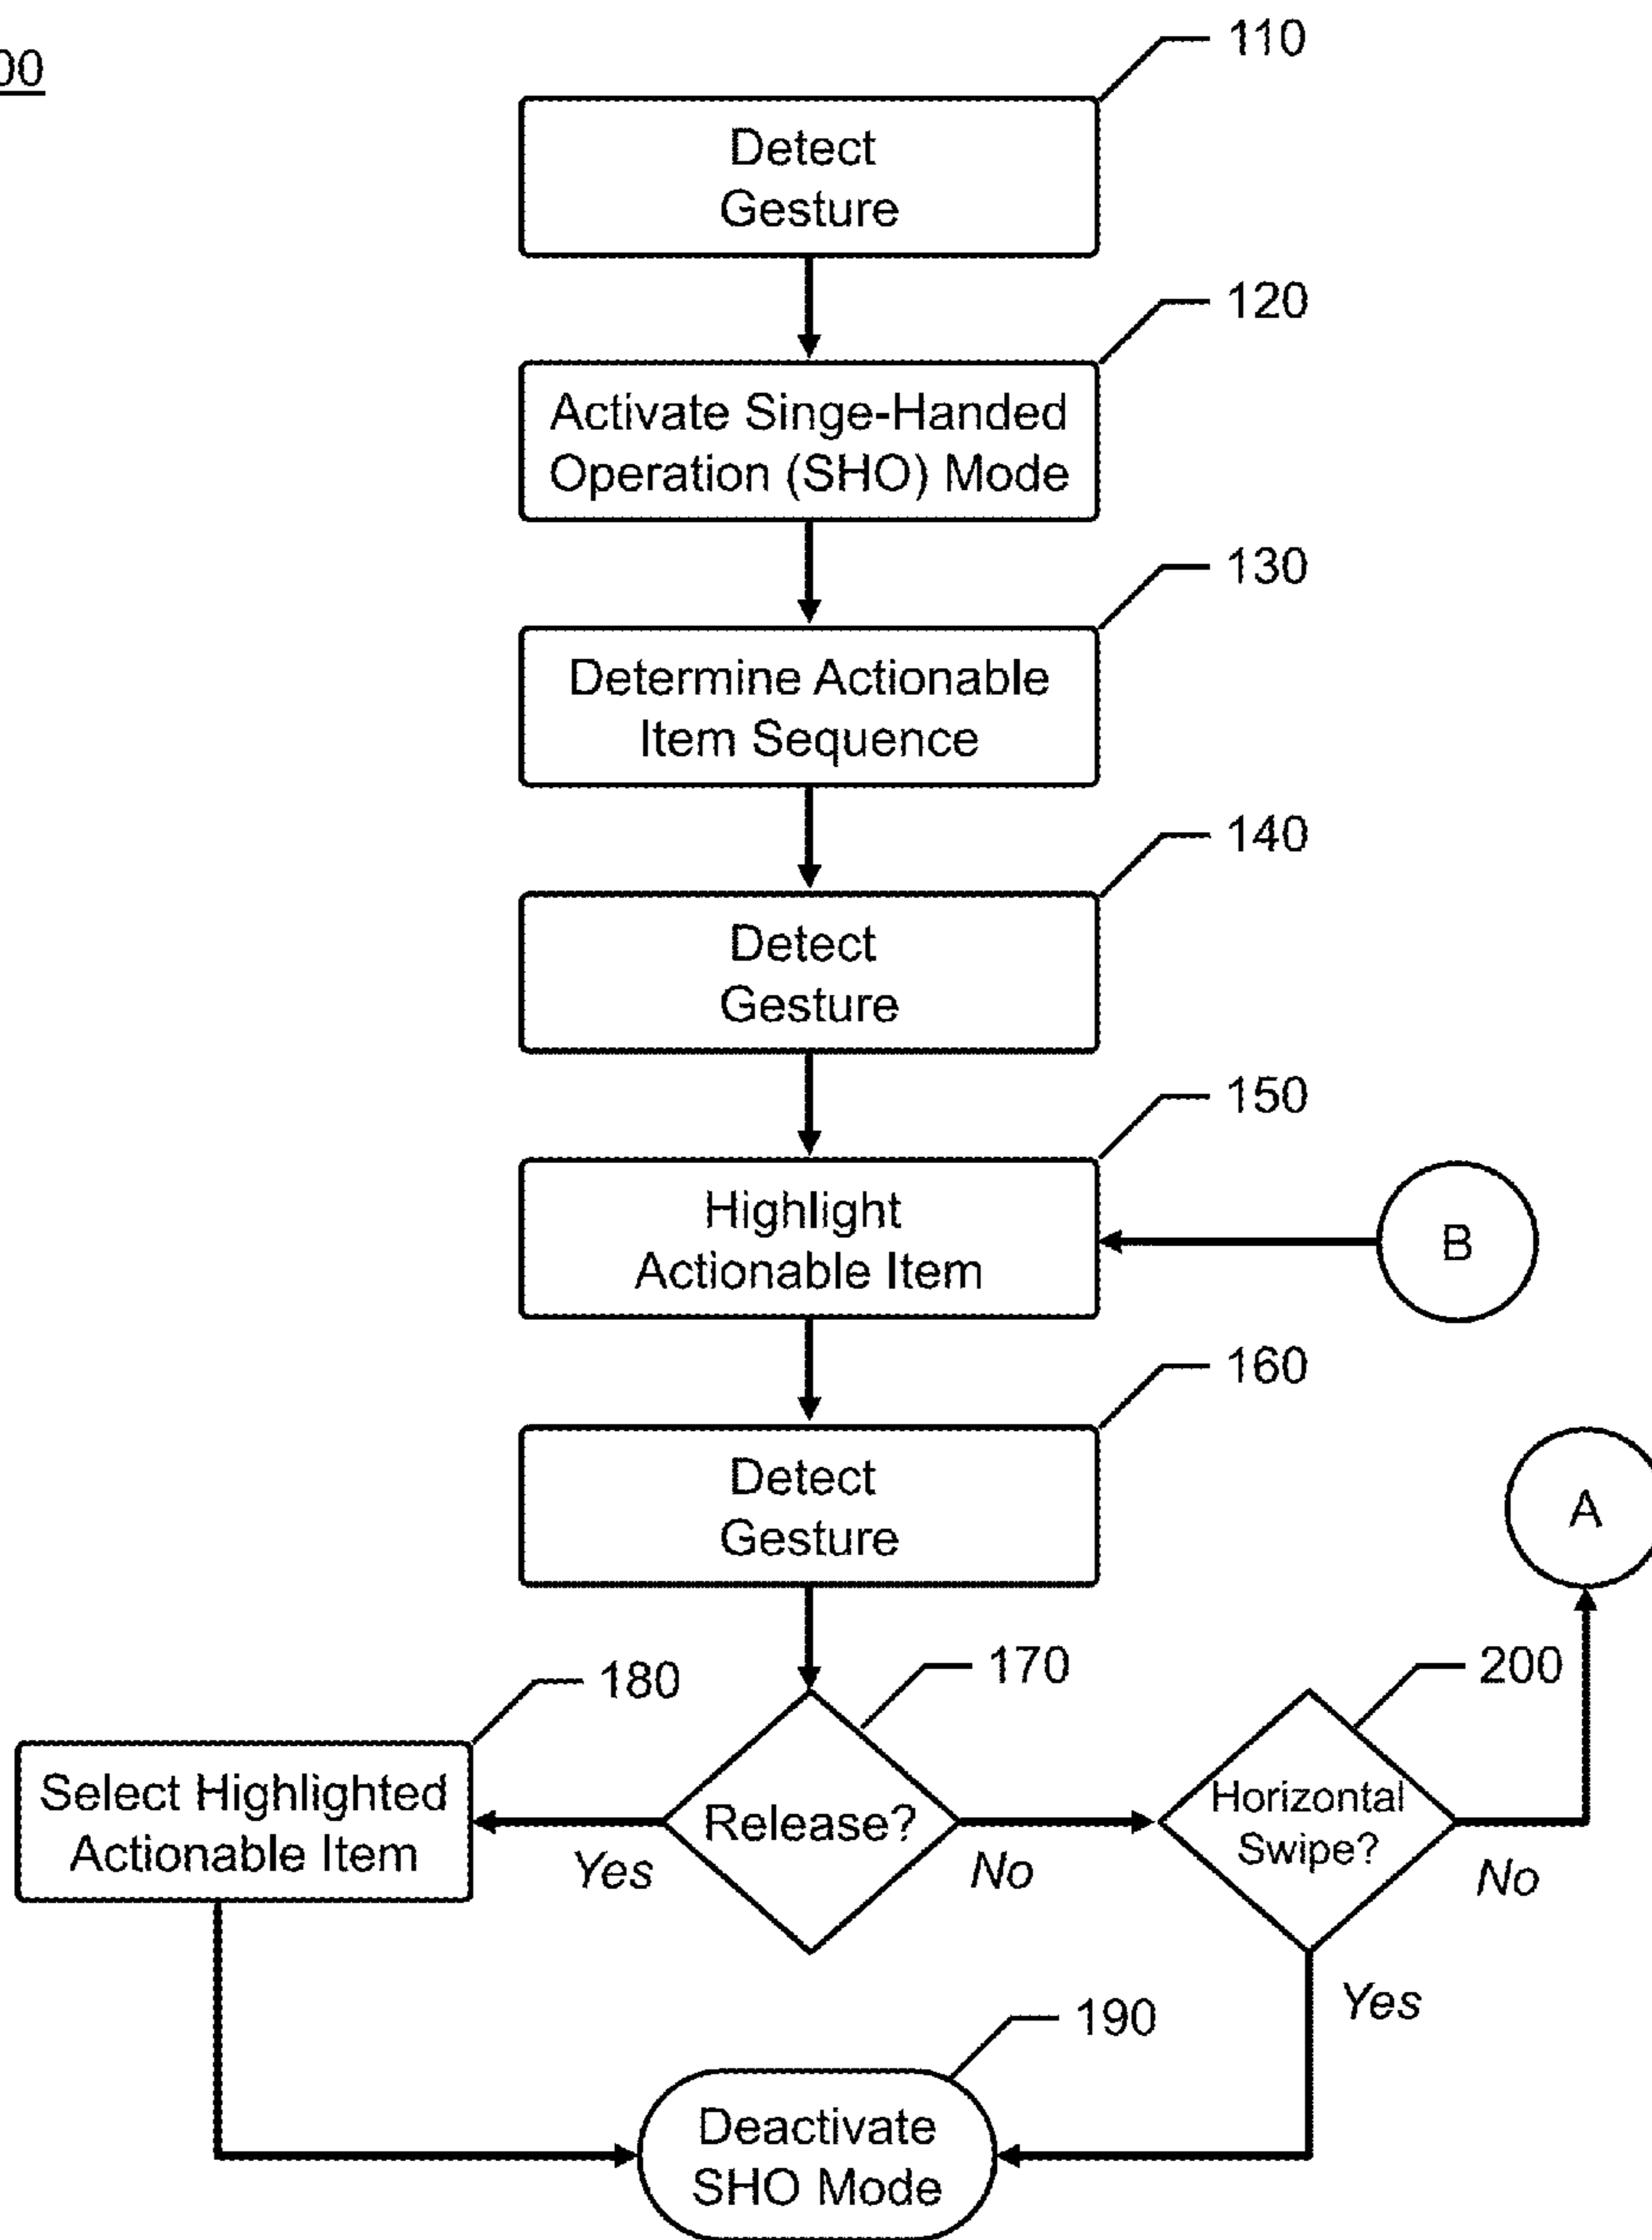 00
110
Detect
Gesture
120
Activate Singe-Handed
Operation (SHO) Mode
130
Determine Actionable
Item Sequence
140
Detect
Gesture
150
Highlight
Actionable Item
B
160
Detect
Gesture
A
170
200
180
Select Highlighted
Actionable Item
Release?
Horizontal
Swipe?
Yes
No
No
Yes
190
Deactivate
SHO Mode